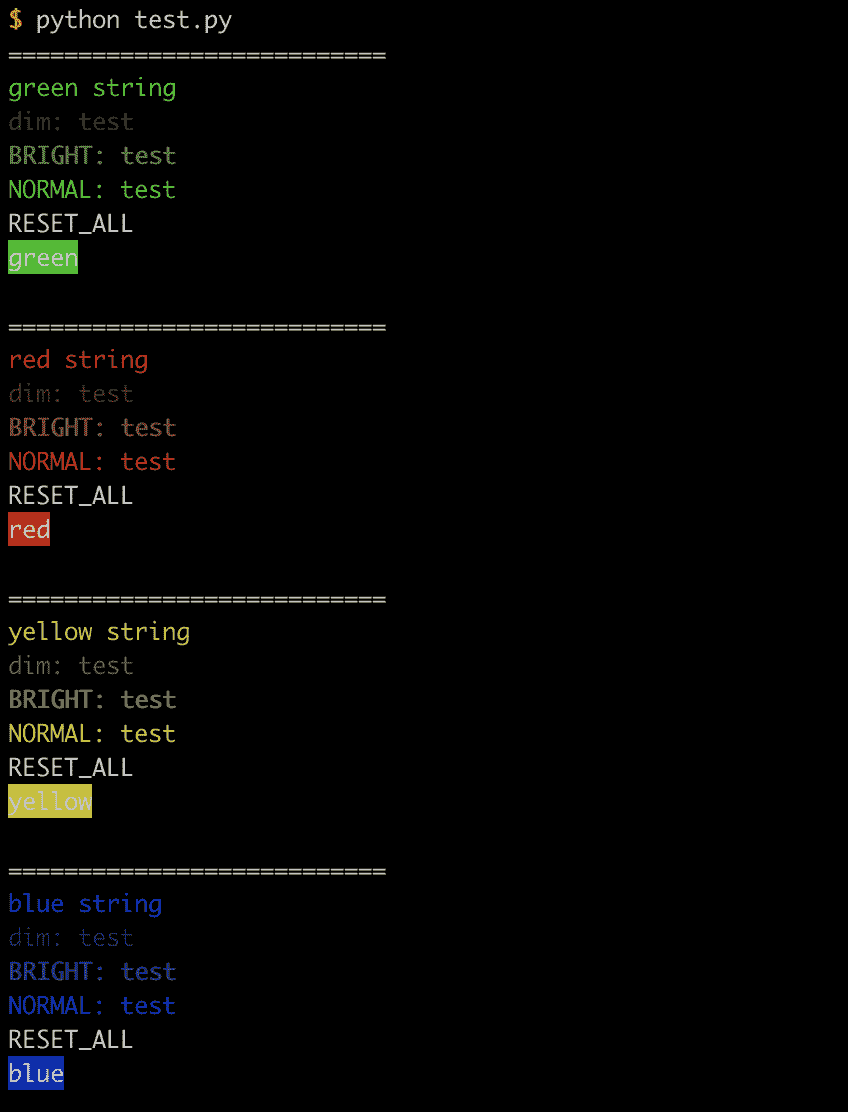 $ python test.py
===========================
green string
dim: test
BRIGHT: test
NORMAL: test
RESET_ALL
green
===========================
red string
dim: test
BRIGHT: test
NORMAL: test
RESET_ALL
red
===========================
yellow string
dim: test
BRIGHT: test
NORMAL: test
RESET_ALL
yellow
===========================
blue string
dim: test
BRIGHT: test
NORMAL: test
RESET_ALL
blue